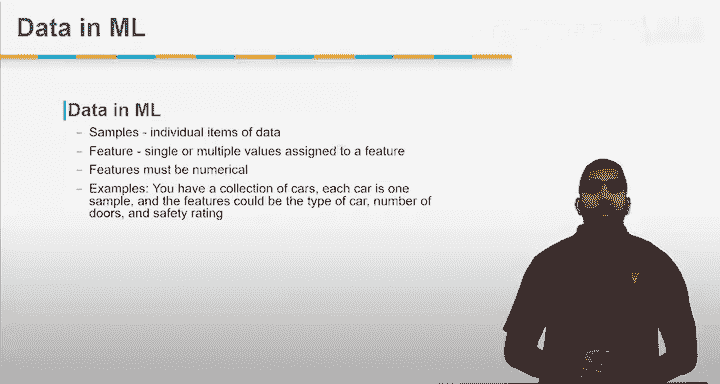 Data in ML
Data in ML
– Samples - individual items of data
– Feature - single or multiple values assigned to a feature
– Features must be numerical
– Examples: You have a collection of cars, each car is one
sample, and the features could be the type of car, number of
doors, and safety rating